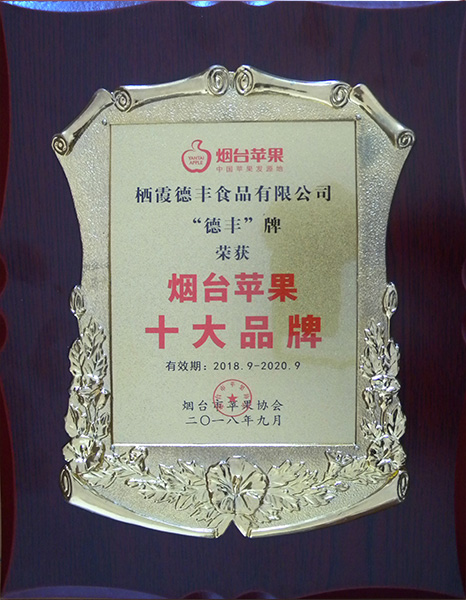 YANTAI
APPLE
烟台苹果
中国苹果发源地
栖霞德丰食品有限公司
“德丰”牌
荣获
烟台苹果
十大品牌
有效期：2018.9-2020.9
烟台市苹果协会
二〇一八年九月